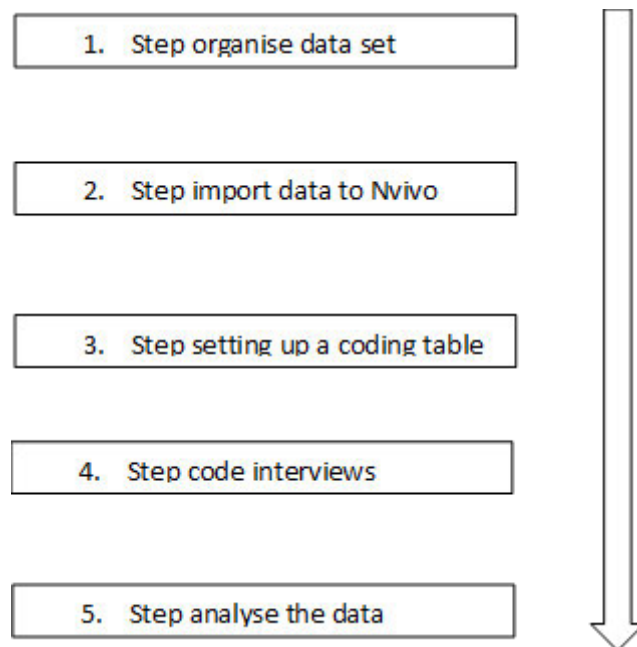 1. Step organise data set
2. Step import data to Nvivo
3. Step setting up a coding table
4. Step code interviews
5. Step analyse the data